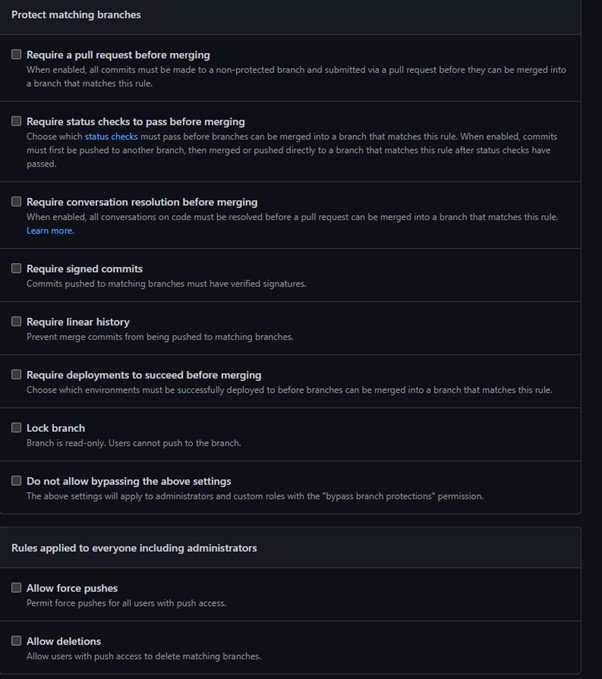 Protect matching branches
Require a pull request before merging
When enabled, all commits must be made to a non-protected branch and submitted via a pull request before they can be merged into
a branch that matches this rule.
Require status checks to pass before merging
Choose which status checks must pass before branches can be merged into a branch that matches this rule. When enabled, commits
must first be pushed to another branch, then merged or pushed directly to a branch that matches this rule after status checks have
passed.
Require conversation resolution before merging
When enabled, all conversations on code must be resolved before a pull request can be merged into a branch that matches this rule.
Learn more.
Require signed commits
Commits pushed to matching branches must have verified signatures.
Require linear history
Prevent merge commits from being pushed to matching branches.
Require deployments to succeed before merging
Choose which environments must be successfully deployed to before branches can be merged into a branch that matches this rule.
Lock branch
Branch is read-only. Users cannot push to the branch.
Do not allow bypassing the above settings
The above settings will apply to administrators and custom roles with the "bypass branch protections" permission.
Rules applied to everyone including administrators
Allow force pushes
Permit force pushes for all users with push access.
Allow deletions
Allow users with push access to delete matching branches.